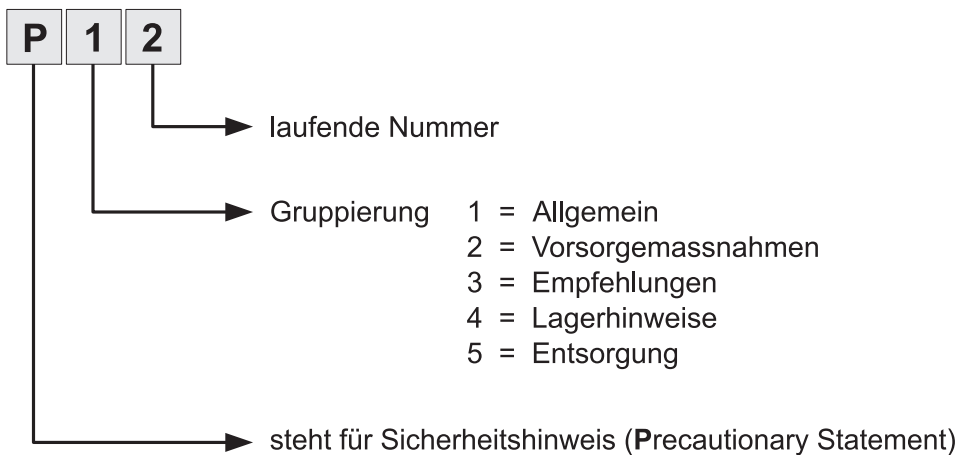 P 1 2
laufende Nummer
Gruppierung 1 = Allgemein
2 = Vorsorgemassnahmen
3 = Empfehlungen
4 = Lagerhinweise
5 = Entsorgung
steht für Sicherheitshinweis (Precautionary Statement)